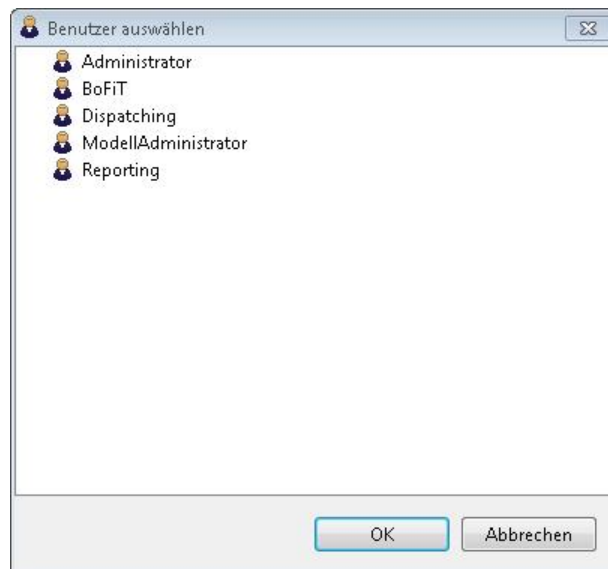 Benutzer auswählen
Administrator
BoFiT
Dispatching
ModellAdministrator
Reporting
OK Abbrechen